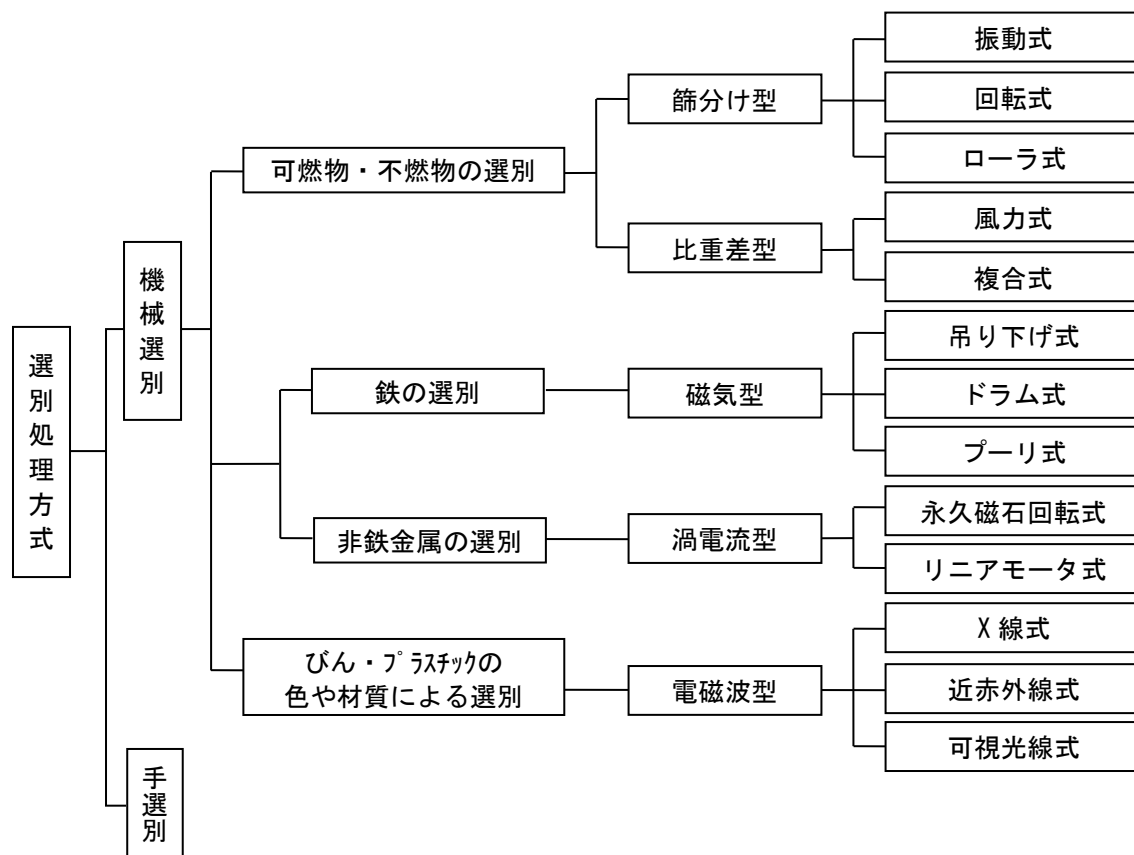 選別処理方式
機械選別
手選別
可燃物・不燃物の選別
鉄の選別
非鉄金属の選別
びん・プラスチックの
色や材質による選別
篩分け型
比重差型
磁気型
渦電流型
電磁波型
振動式
回転式
ローラ式
風力式
複合式
吊り下げ式
ドラム式
プーリ式
永久磁石回転式
リニアモータ式
X線式
近赤外線式
可視光線式